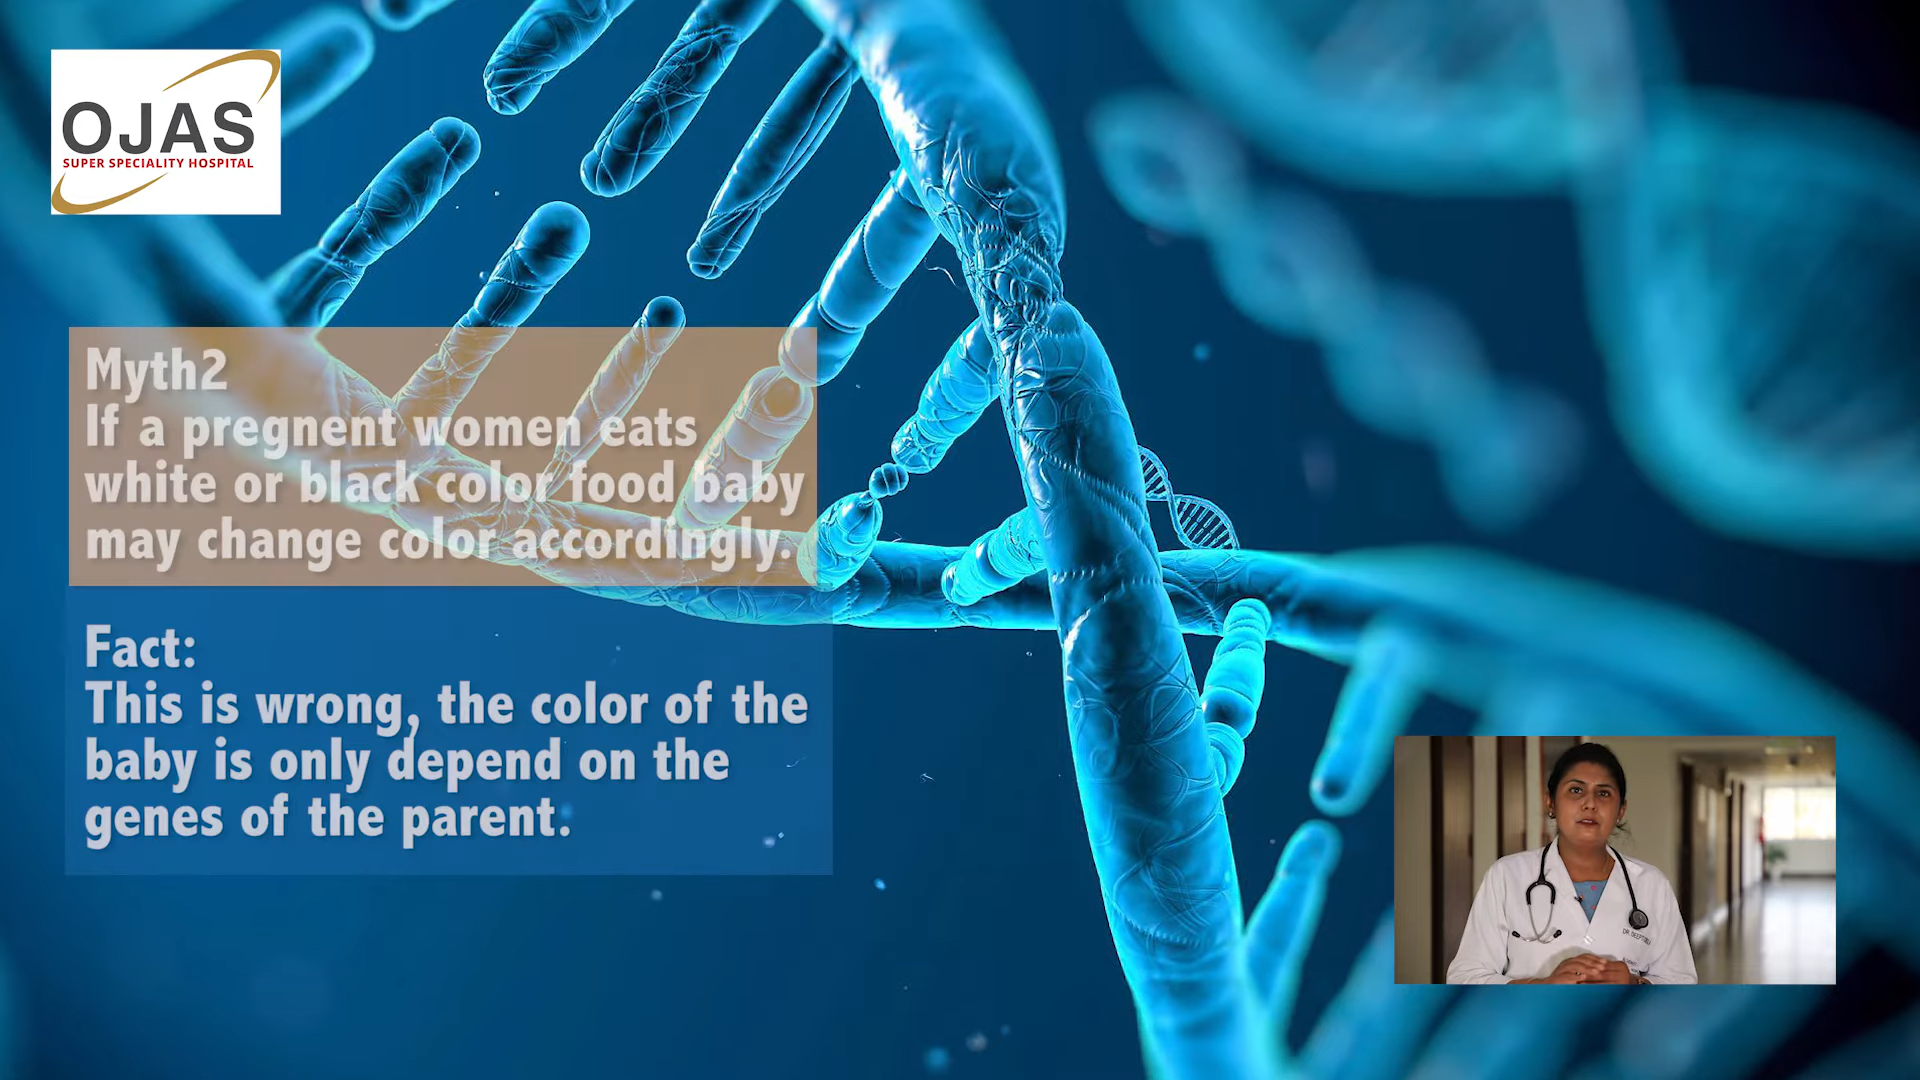 OJAS
SUPER SPECIALITY HOSPITAL
Myth2
If a pregnent women eats
white or black color food baby
may change color accordingly.
Fact:
This is wrong, the color of the
baby is only depend on the
genes of the parent.